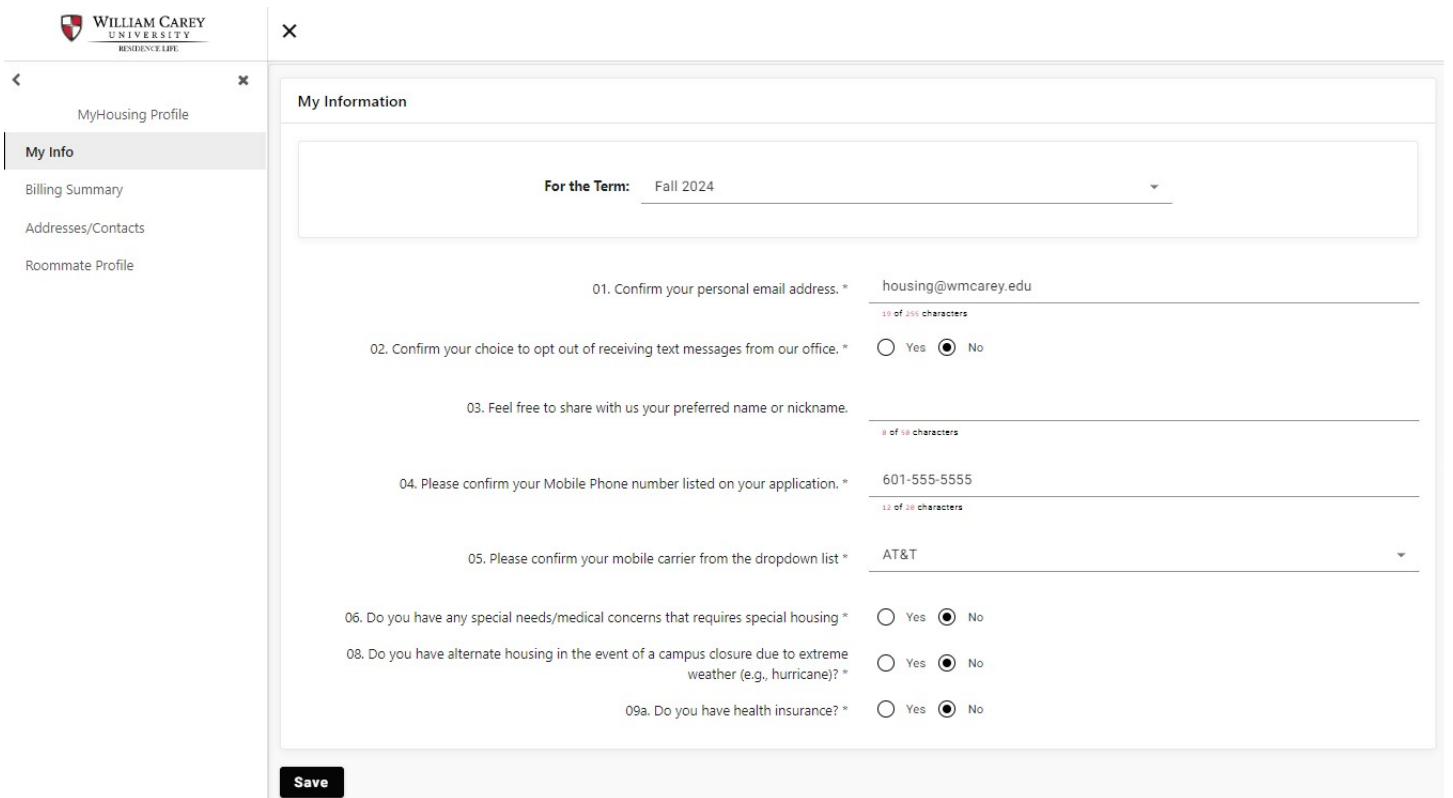 WILLIAM CAREY
UNIVERSITY
RESIDENCE LIFE
MyHousing Profile
My Info
Billing Summary
Addresses/Contacts
Roommate Profile
My Information
For the Term: Fall 2024
01. Confirm your personal email address. * housing@wmcarey.edu
19 of 255 characters
02. Confirm your choice to opt out of receiving text messages from our office. * Yes No
03. Feel free to share with us your preferred name or nickname.
0 of 50 characters
04. Please confirm your Mobile Phone number listed on your application. * 601-555-5555
12 of 20 characters
05. Please confirm your mobile carrier from the dropdown list * AT&T
06. Do you have any special needs/medical concerns that requires special housing * Yes No
08. Do you have alternate housing in the event of a campus closure due to extreme
weather (e.g., hurricane)? * Yes No
09a. Do you have health insurance? * Yes No
Save